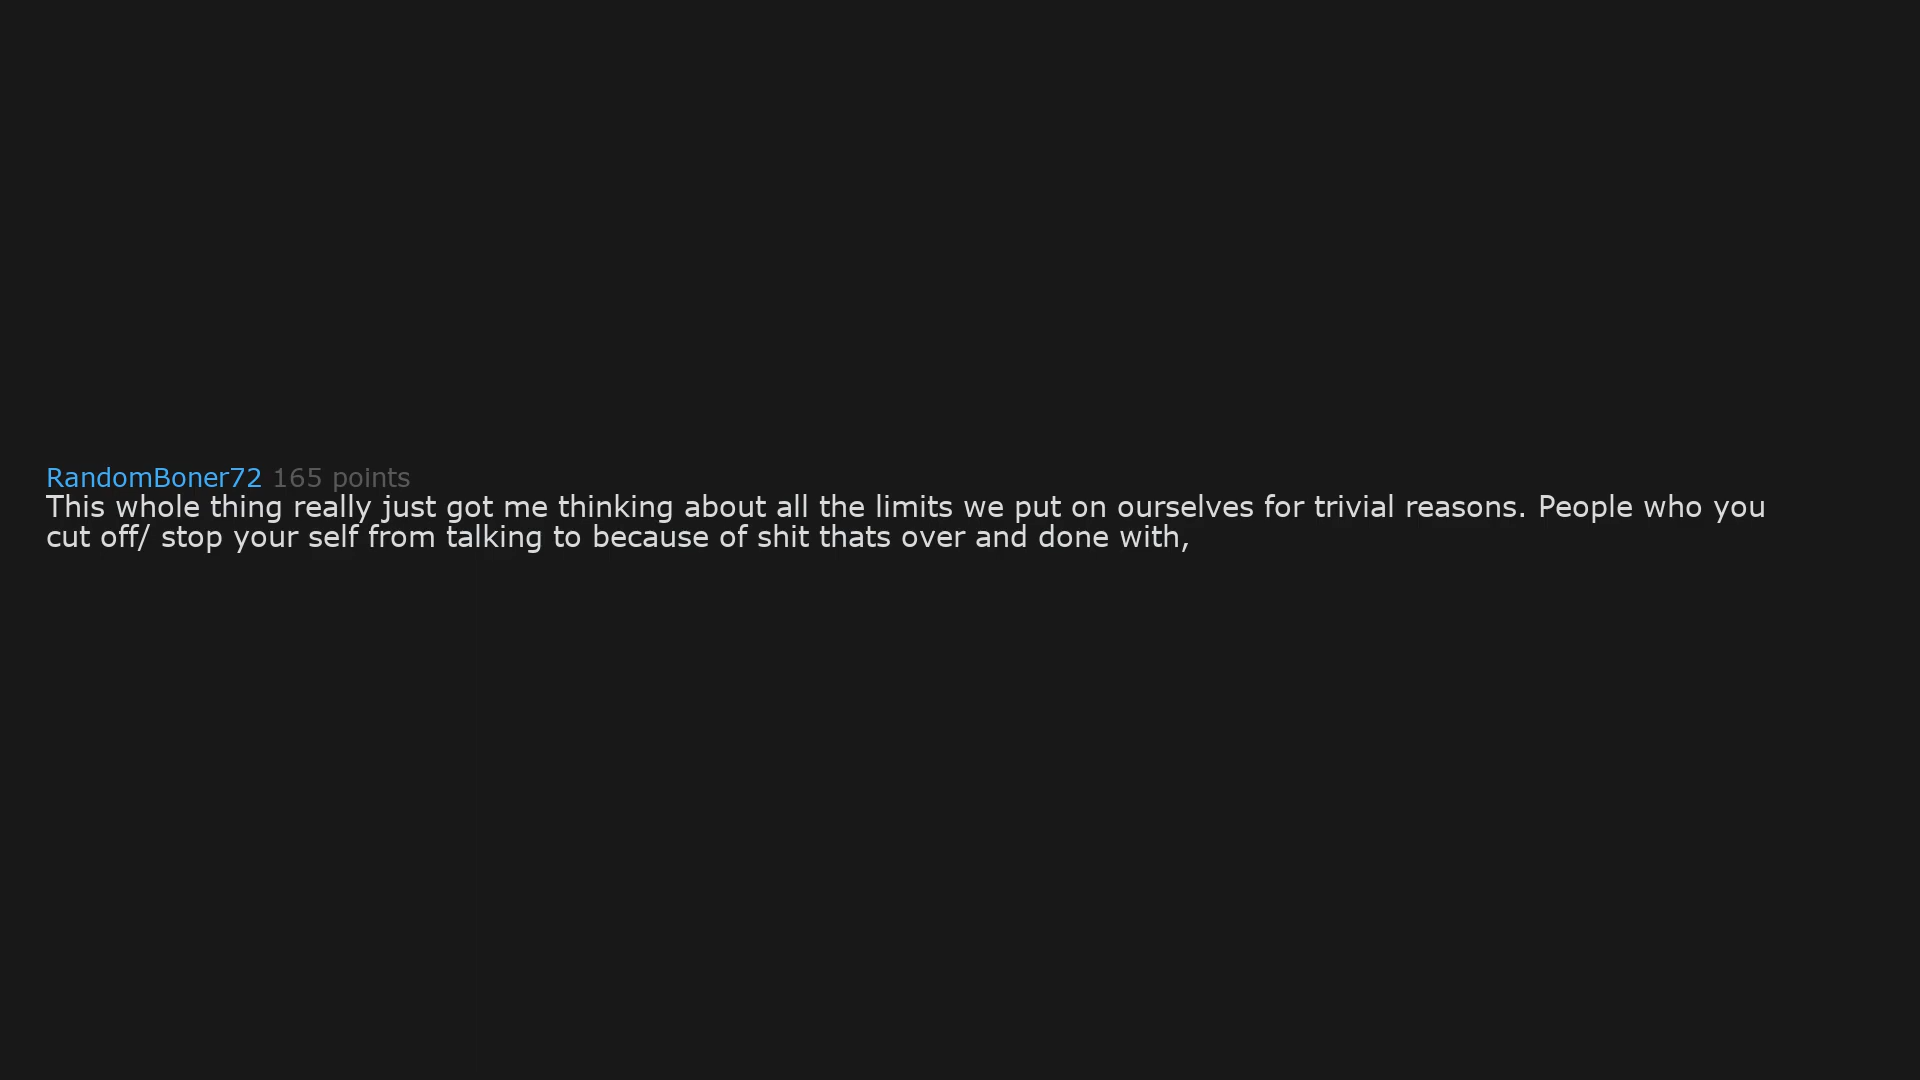 RandomBoner72 165 points
This whole thing really just got me thinking about all the limits we put on ourselves for trivial reasons. People who you
cut off/ stop your self from talking to because of shit thats over and done with,